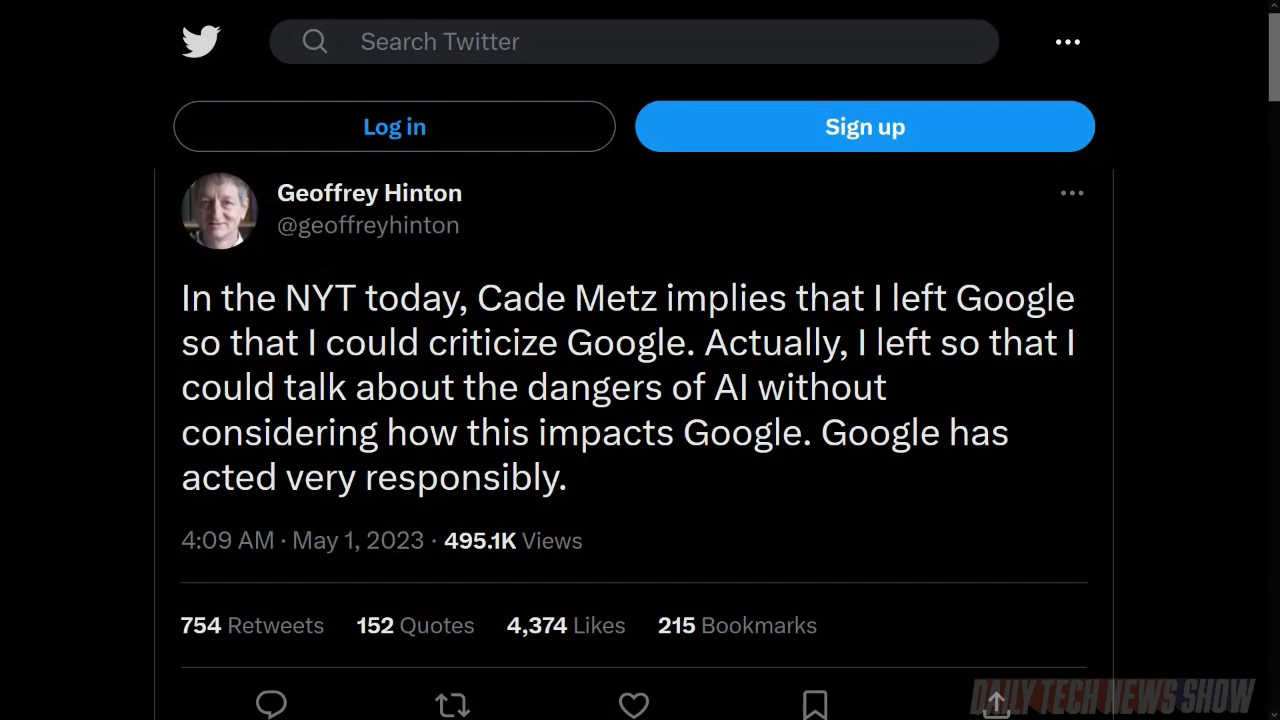 Search Twitter
Log in
Sign up
Geoffrey Hinton
@geoffreyhinton
In the NYT today, Cade Metz implies that I left Google
so that I could criticize Google. Actually, I left so that I
could talk about the dangers of AI without
considering how this impacts Google. Google has
acted very responsibly.
4:09 AM · May 1, 2023 · 495.1K Views
754 Retweets 152 Quotes 4,374 Likes 215 Bookmarks
DAILY TECH NEWS SHOW